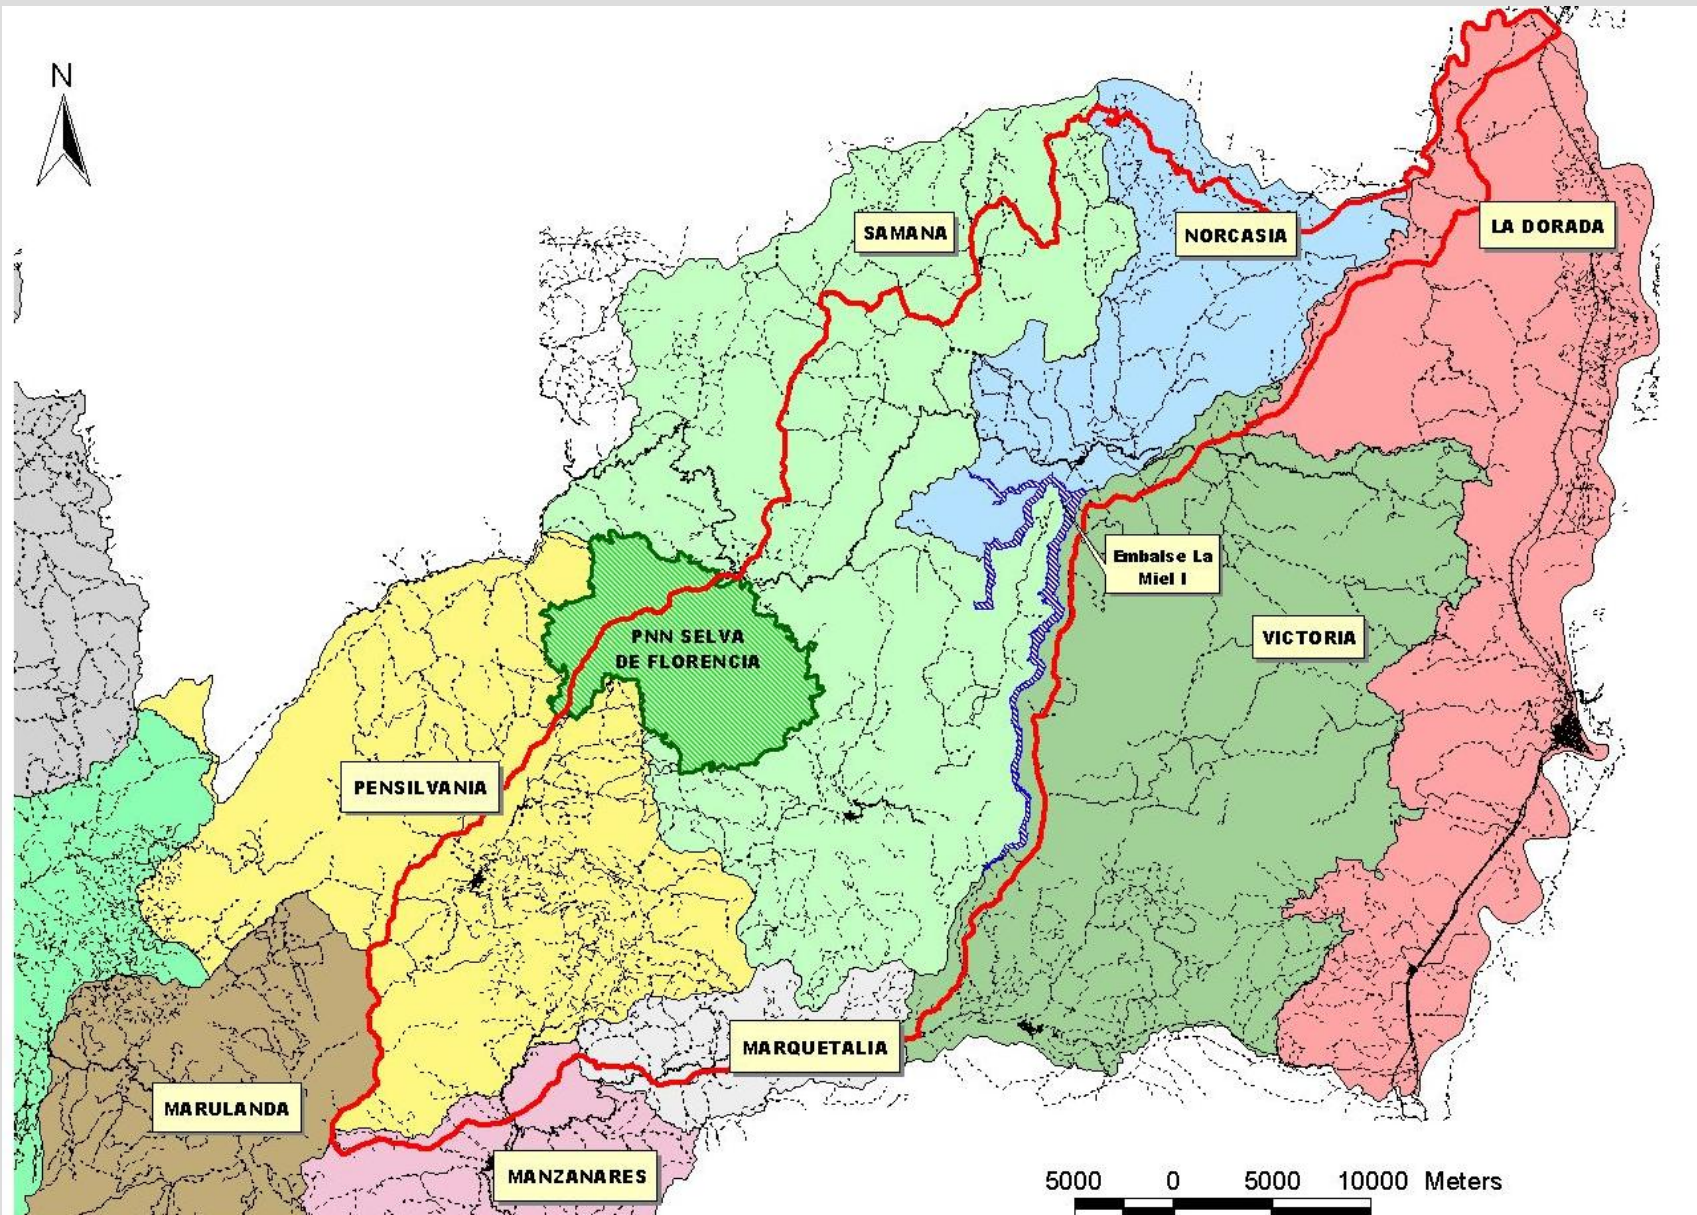 N
SAMANA
NORCASIA
LA DORADA
Embalse La
Miel I
PNN SELVA
DE FLORENCIA
VICTORIA
PENSILVANIA
MARQUETALIA
MARULANDA
MANZANARES
5000 0 5000 10000 Meters